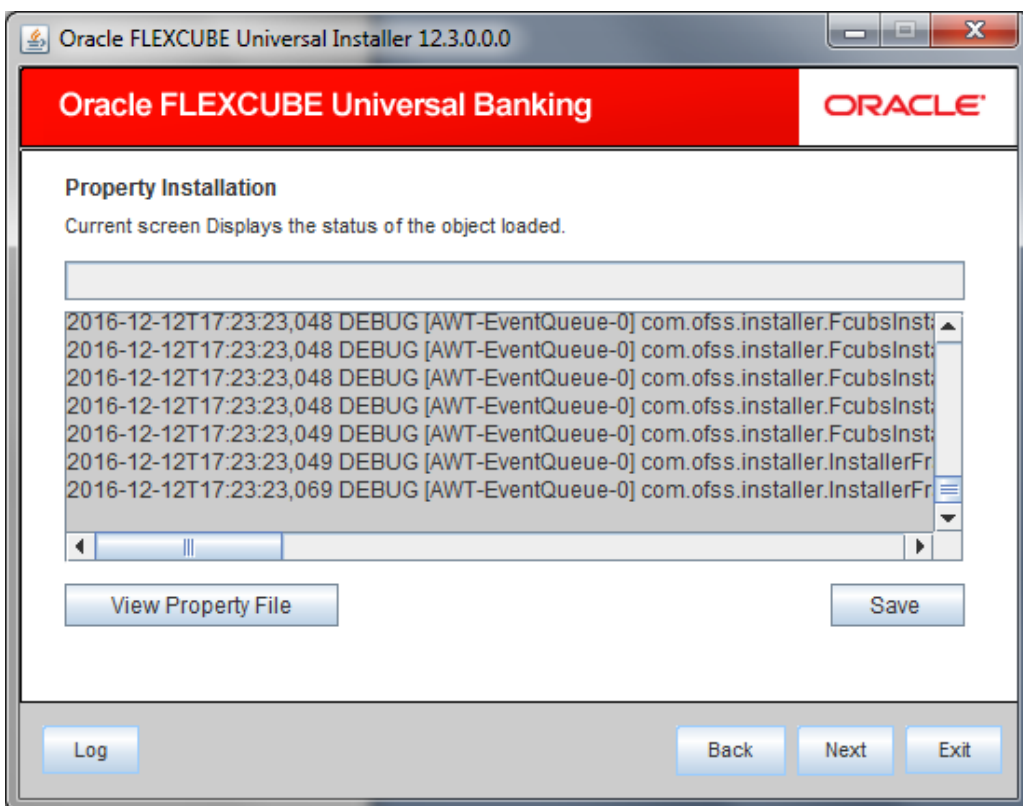 Oracle FLEXCUBE Universal Installer 12.3.0.0.0
Oracle FLEXCUBE Universal Banking
ORACLE
Property Installation
Current screen Displays the status of the object loaded.
2016-12-12T17:23:23,048 DEBUG [AWT-EventQueue-0] com.ofss.installer.FcubsInst
2016-12-12T17:23:23,048 DEBUG [AWT-EventQueue-0] com.ofss.installer.FcubsInst
2016-12-12T17:23:23,048 DEBUG [AWT-EventQueue-0] com.ofss.installer.FcubsInst
2016-12-12T17:23:23,048 DEBUG [AWT-EventQueue-0] com.ofss.installer.FcubsInst
2016-12-12T17:23:23,049 DEBUG [AWT-EventQueue-0] com.ofss.installer.FcubsInst
2016-12-12T17:23:23,049 DEBUG [AWT-EventQueue-0] com.ofss.installer.InstallerFr
2016-12-12T17:23:23,069 DEBUG [AWT-EventQueue-0] com.ofss.installer.InstallerFr
View Property File
Save
Log
Back
Next
Exit